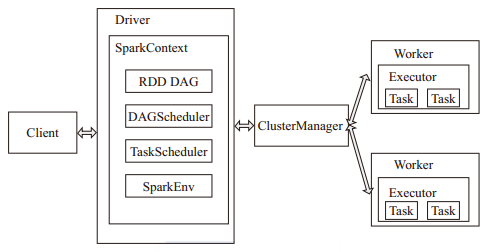 Driver
SparkContext
RDD DAG
DAGScheduler
TaskScheduler
SparkEnv
Client
ClusterManager
Worker
Executor
Task Task
Worker
Executor
Task Task